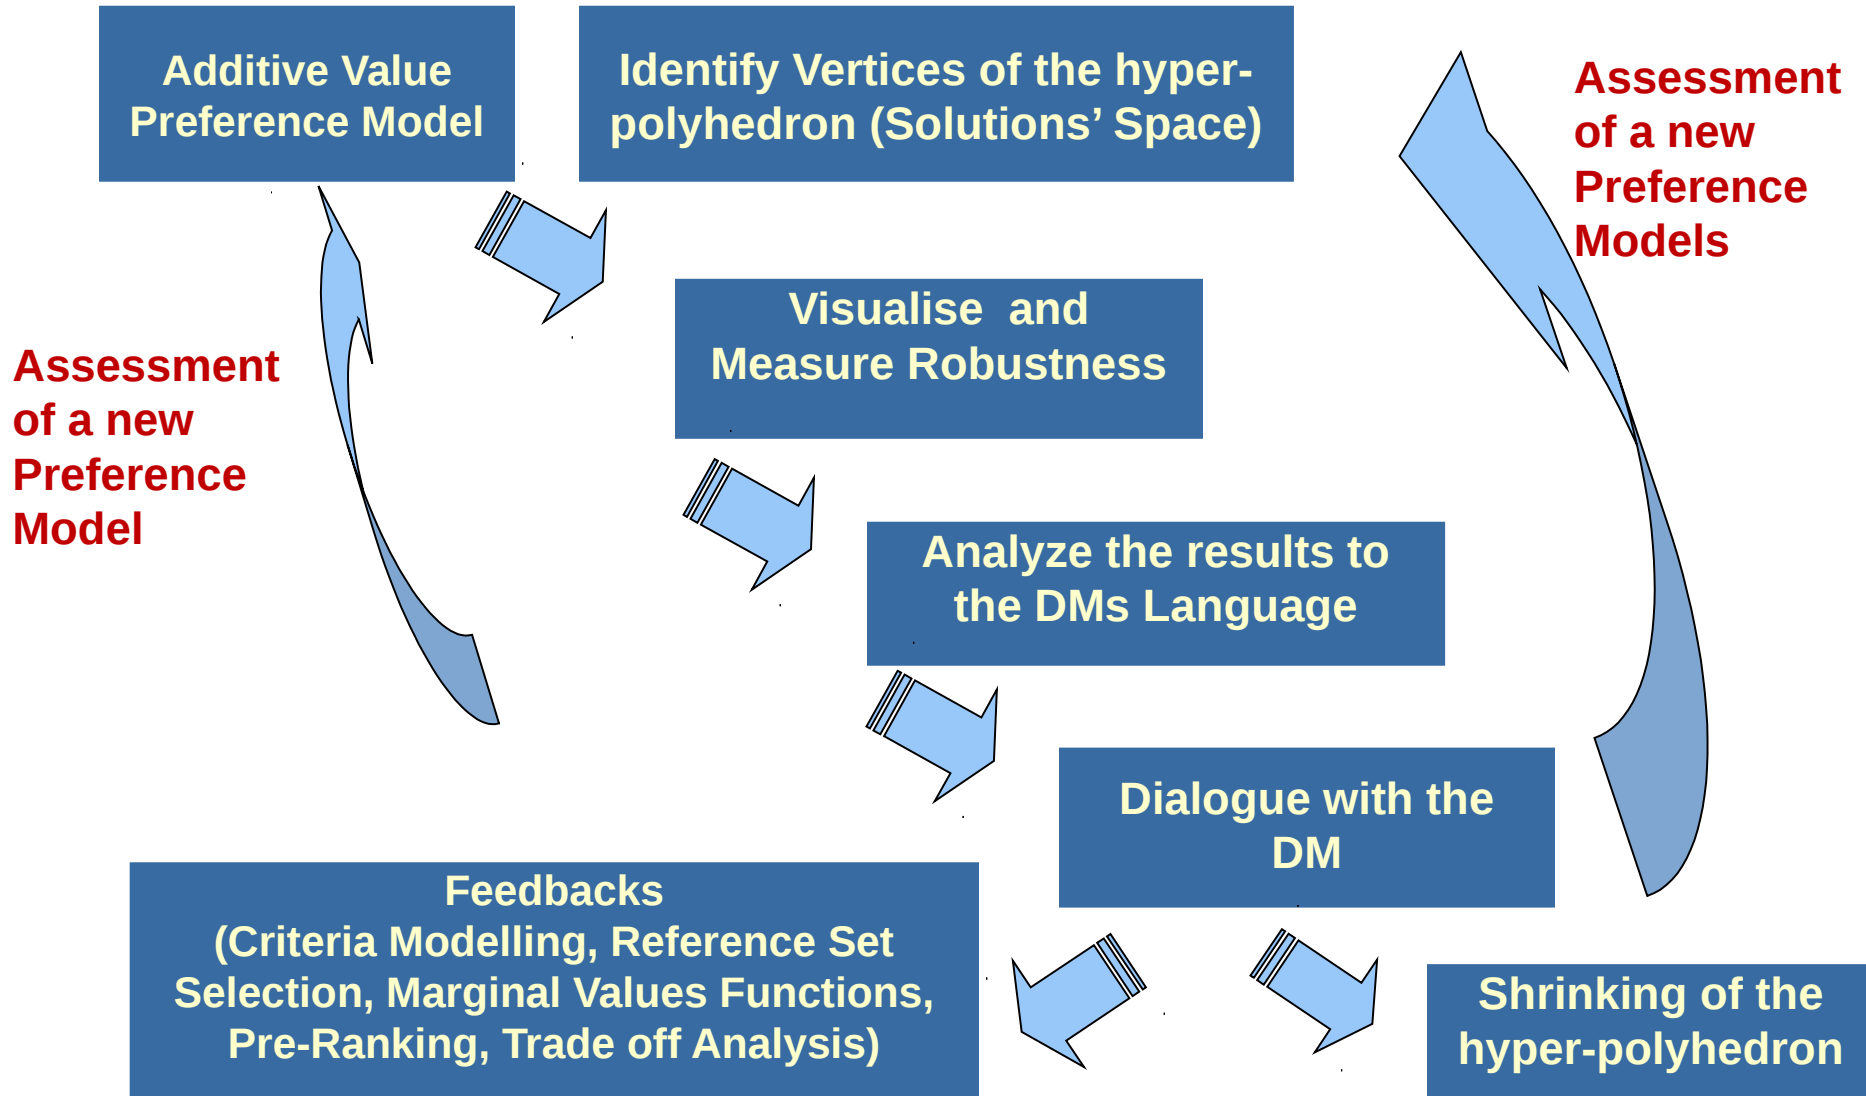 Additive Value
Preference Model
Identify Vertices of the hyper-
polyhedron (Solutions’ Space)
Assessment
of a new
Preference
Models
Visualise  and
Measure Robustness
Assessment
of a new
Preference
Model
Analyze the results to
the DMs Language
Dialogue with the
DM
Feedbacks
(Criteria Modelling, Reference Set
Selection, Marginal Values Functions,
Pre-Ranking, Trade off Analysis)
Shrinking of the
hyper-polyhedron